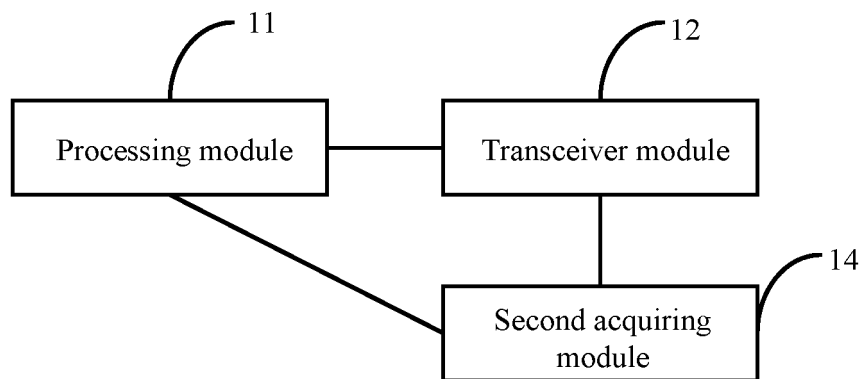 11
12
Processing module
Transceiver module
14
Second acquiring
module